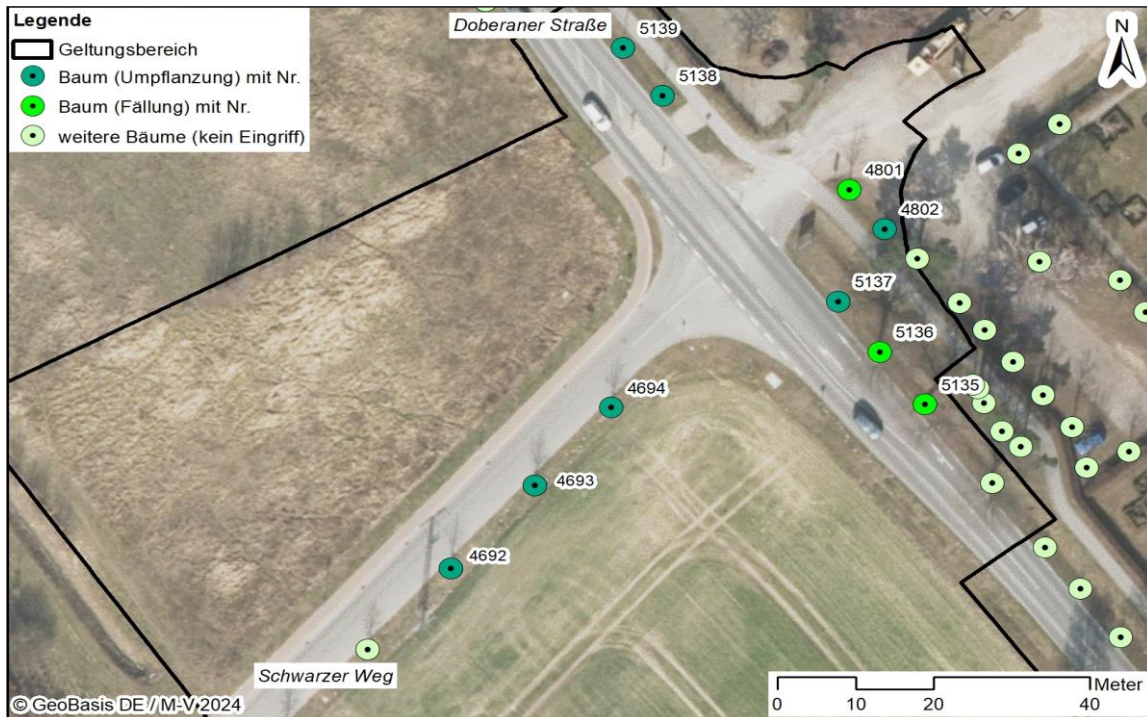 Legende
Geltungsbereich
Baum (Umpflanzung) mit Nr.
Baum (Fällung) mit Nr.
weitere Bäume (kein Eingriff)
Doberaner Straße
N
5139
5138
4801
4802
5137
5136
5135
4694
4693
4692
Schwarzer Weg
© GeoBasis DE / M-V 2024
Meter
0 10 20 40